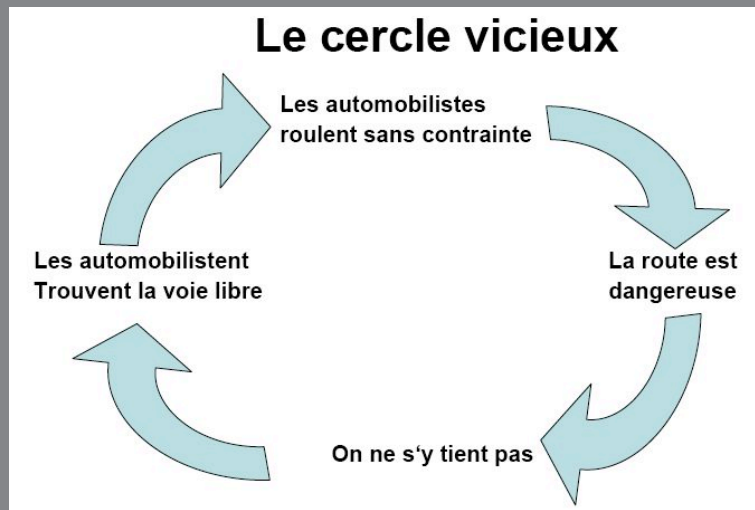 Le cercle vicieux
Les automobilistes
roulent sans contrainte
La route est
dangereuse
On ne s‘y tient pas
Les automobilistent
Trouvent la voie libre